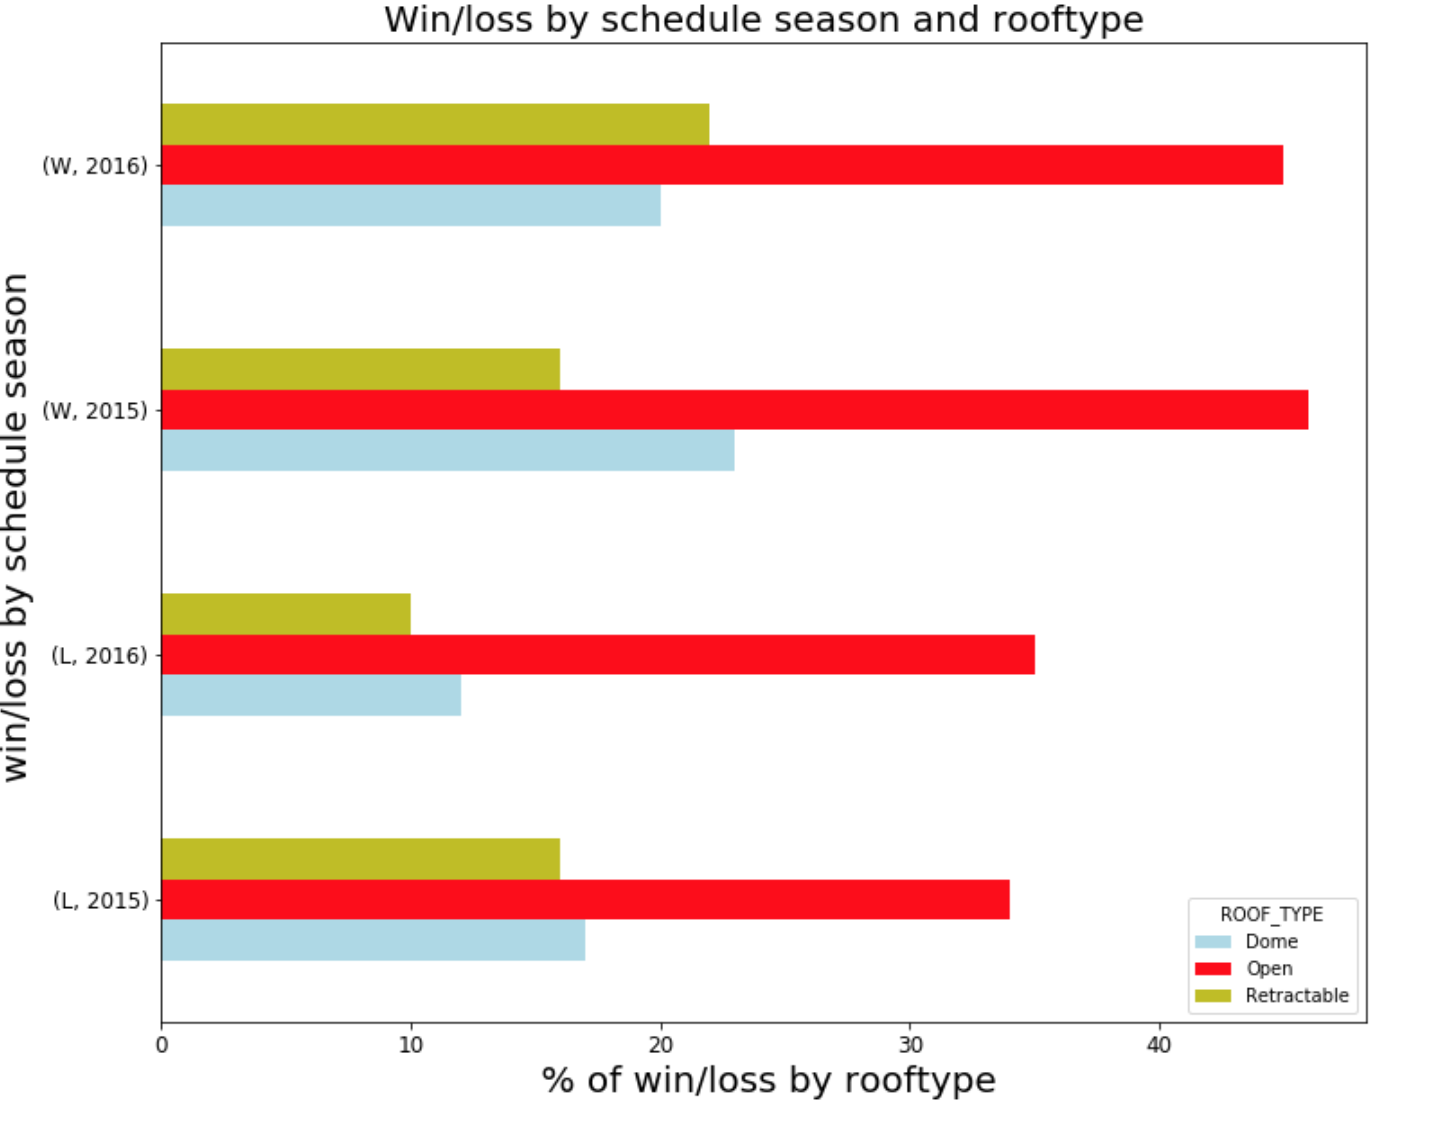 Win/loss by schedule season and rooftype
win/loss by schedule season
(W, 2016)
(W, 2015)
(L, 2016)
(L, 2015)
ROOF_TYPE
Dome
Open
Retractable
0 10 20 30 40
% of win/loss by rooftype